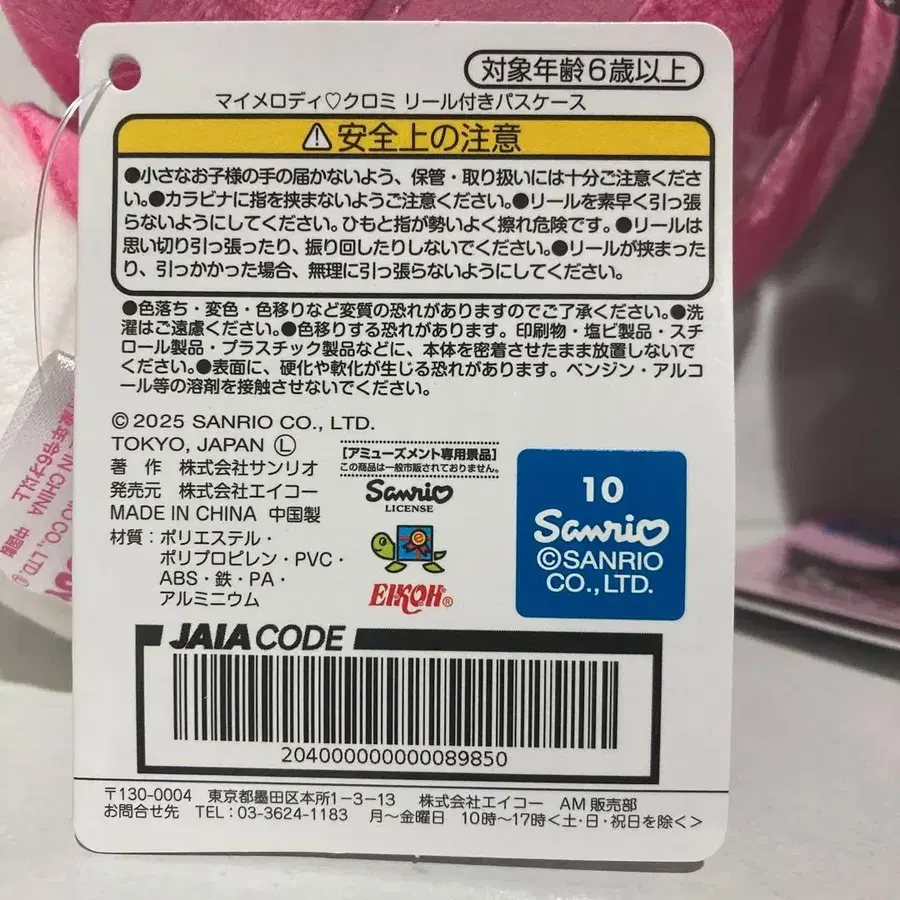 対象年齢6歳以上
マイメロディ♡クロミ リール付きパスケース
⚠安全上の注意
●小さなお子様の手の届かないよう、保管・取り扱いには十分ご注意くださ
い。●カラビナに指を挟まないようご注意ください。●リールを素早く引っ張
らないようにしてください。ひもと指が勢いよく擦れ危険です。●リールは
思い切り引っ張ったり、振り回したりしないでください。●リールが挟まった
り、引っかかった場合、無理に引っ張らないようにしてください。
●色落ち・変色・色移りなど変質の恐れがありますのでご了承ください。●洗
濯はご遠慮ください。●色移りする恐れがあります。印刷物・塩ビ製品・スチ
ロール製品・プラスチック製品などに、本体を密着させたまま放置しないで
ください。●表面に、硬化や軟化が生じる恐れがあります。ベンジン・アルコ
ール等の溶剤を接触させないでください。
©2025 SANRIO CO., LTD.
TOKYO, JAPAN Ⓛ
著 作 株式会社サンリオ
発売元 株式会社エイコー
MADE IN CHINA 中国製
材質：ポリエステル・
ポリプロピレン・PVC・
ABS・鉄・PA・
アルミニウム
[アミューズメント専用景品]
この商品は一般市販されておりません。
Sanrio
LICENSE
e
EIKOH®
10
Sanrio
©SANRIO
CO.,LTD.
JAIA CODE
2040000000000089850
〒130-0004 東京都墨田区本所1-3-13 株式会社エイコー AM販売部
お問合せ先 TEL：03-3624-1183 月〜金曜日 10時〜17時<土・日・祝日を除く>
IN CHINA 中国製
CO., LTD.